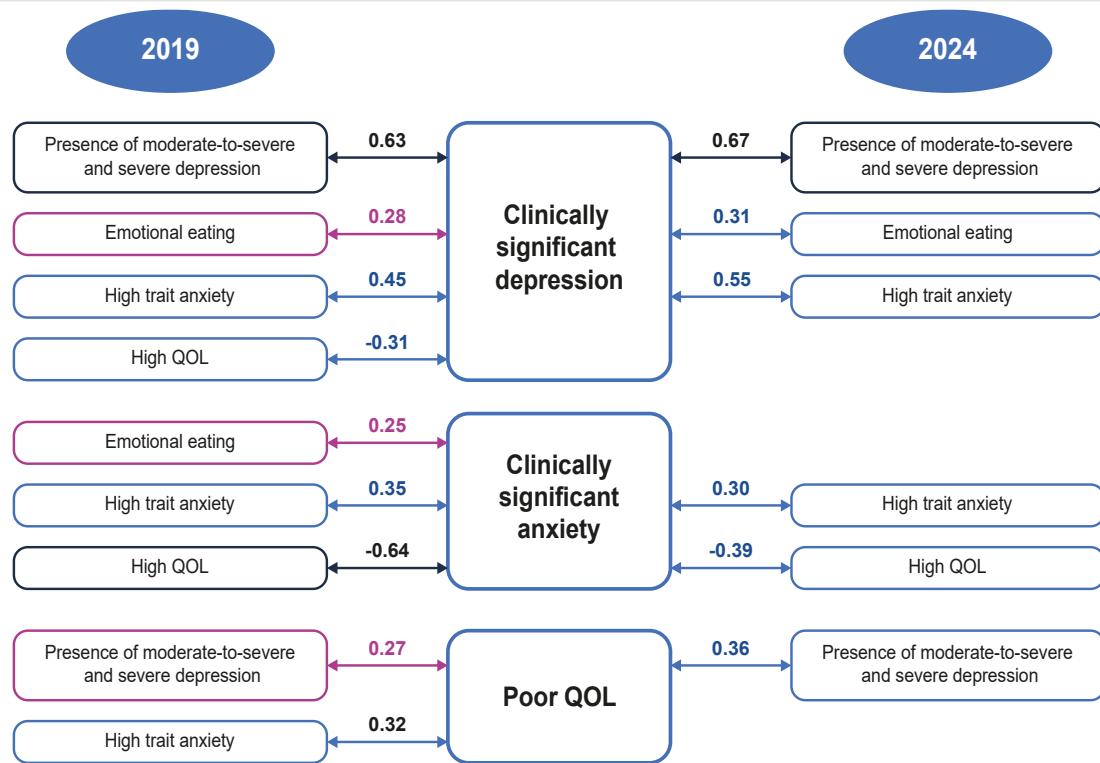 2019
2024
Presence of moderate-to-severe
and severe depression
0.63
Emotional eating
0.28
High trait anxiety
0.45
High QOL
-0.31
Clinically
significant
depression
0.67
Presence of moderate-to-severe
and severe depression
0.31
Emotional eating
0.55
High trait anxiety
Emotional eating
0.25
High trait anxiety
0.35
High QOL
-0.64
Clinically
significant
anxiety
0.30
High trait anxiety
-0.39
High QOL
Presence of moderate-to-severe
and severe depression
0.27
High trait anxiety
0.32
Poor QOL
0.36
Presence of moderate-to-severe
and severe depression